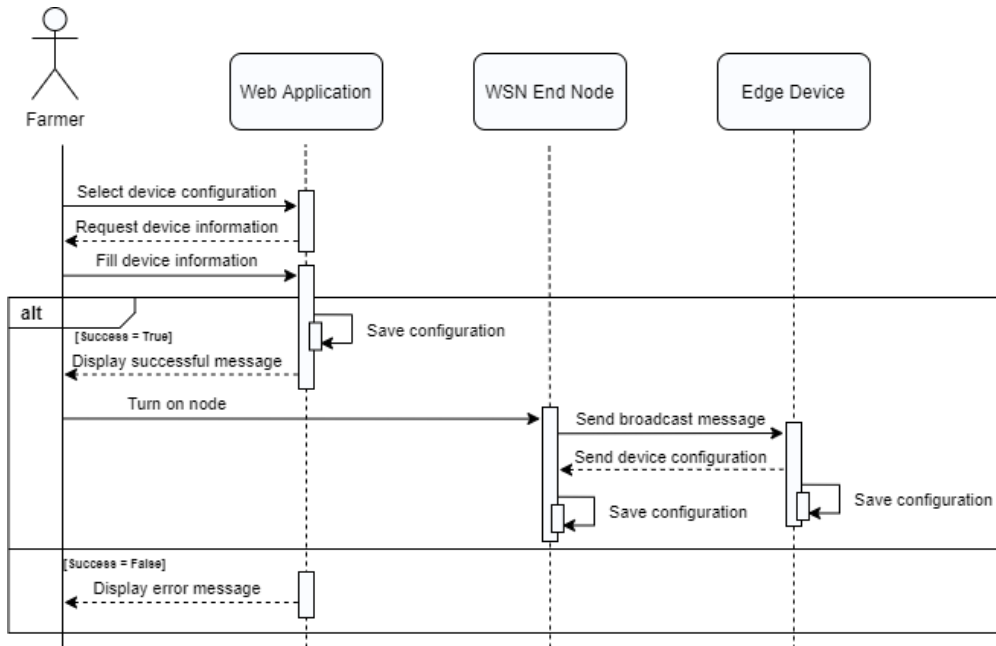 Farmer
Web Application
WSN End Node
Edge Device
Select device configuration
Request device information
Fill device information
alt
[Success = True]
Save configuration
Display successful message
Turn on node
Send broadcast message
Send device configuration
Save configuration
Save configuration
[Success = False]
Display error message